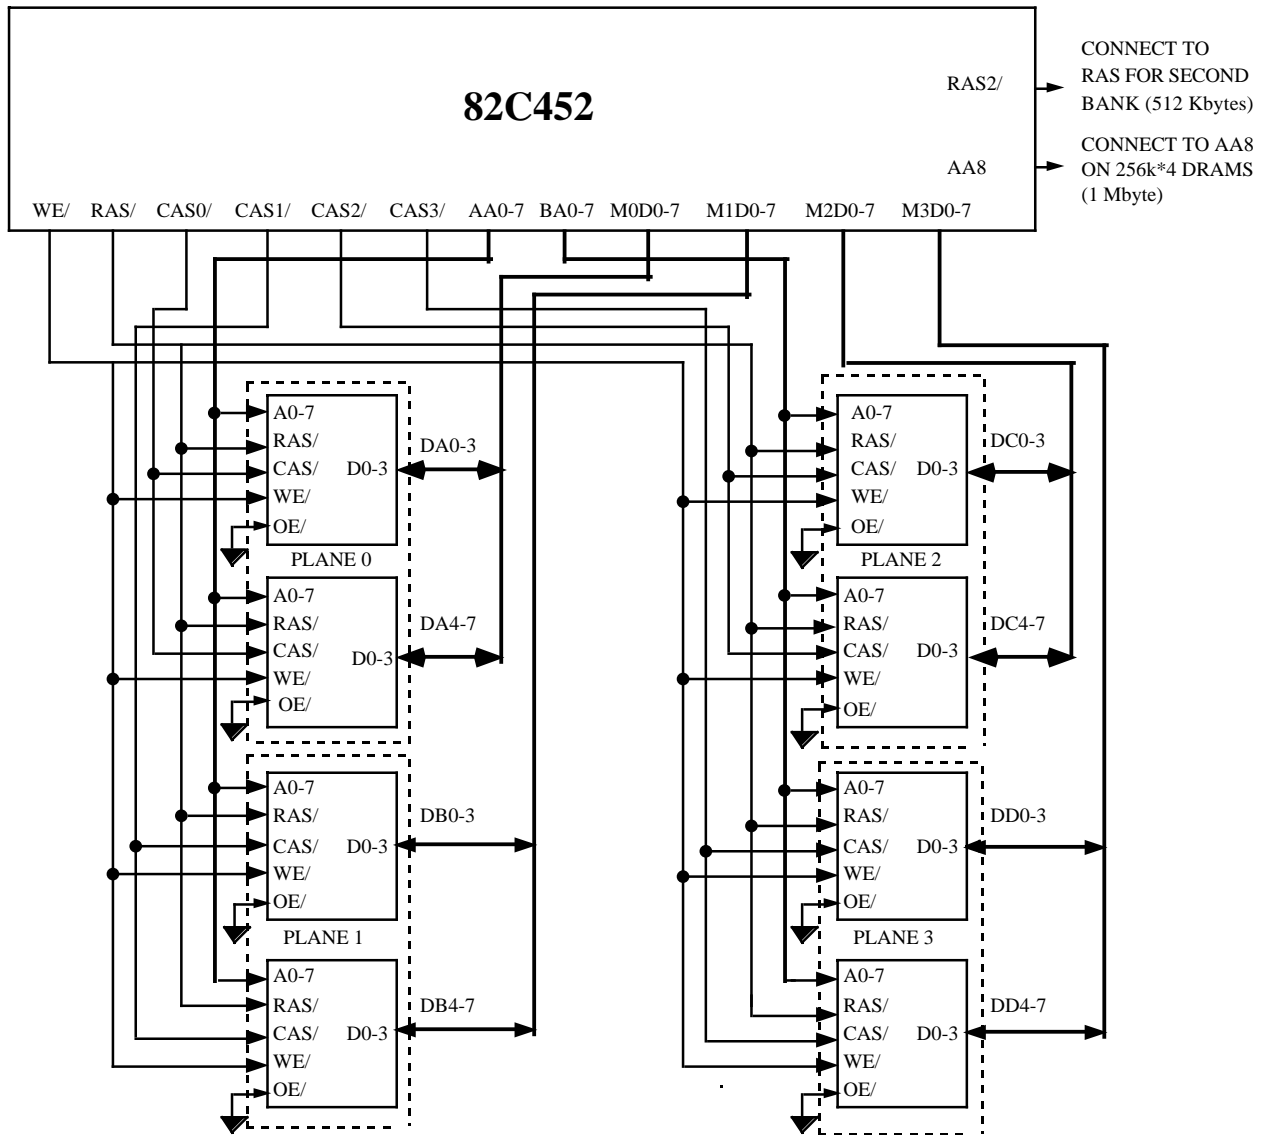 82C452
RAS2/
CONNECT TO
RAS FOR SECOND
BANK (512 Kbytes)
AA8
CONNECT TO AA8
ON 256k*4 DRAMS
(1 Mbyte)
WE/ RAS/ CAS0/ CAS1/ CAS2/ CAS3/ AA0-7 BA0-7 M0D0-7 M1D0-7 M2D0-7 M3D0-7
A0-7
RAS/
CAS/ D0-3
WE/
OE/
DA0-3
PLANE 0
A0-7
RAS/
CAS/ D0-3
WE/
OE/
DA4-7
A0-7
RAS/
CAS/ D0-3
WE/
OE/
DB0-3
PLANE 1
A0-7
RAS/
CAS/ D0-3
WE/
OE/
DB4-7
A0-7
RAS/
CAS/ D0-3
WE/
OE/
DC0-3
PLANE 2
A0-7
RAS/
CAS/ D0-3
WE/
OE/
DC4-7
A0-7
RAS/
CAS/ D0-3
WE/
OE/
DD0-3
PLANE 3
A0-7
RAS/
CAS/ D0-3
WE/
OE/
DD4-7